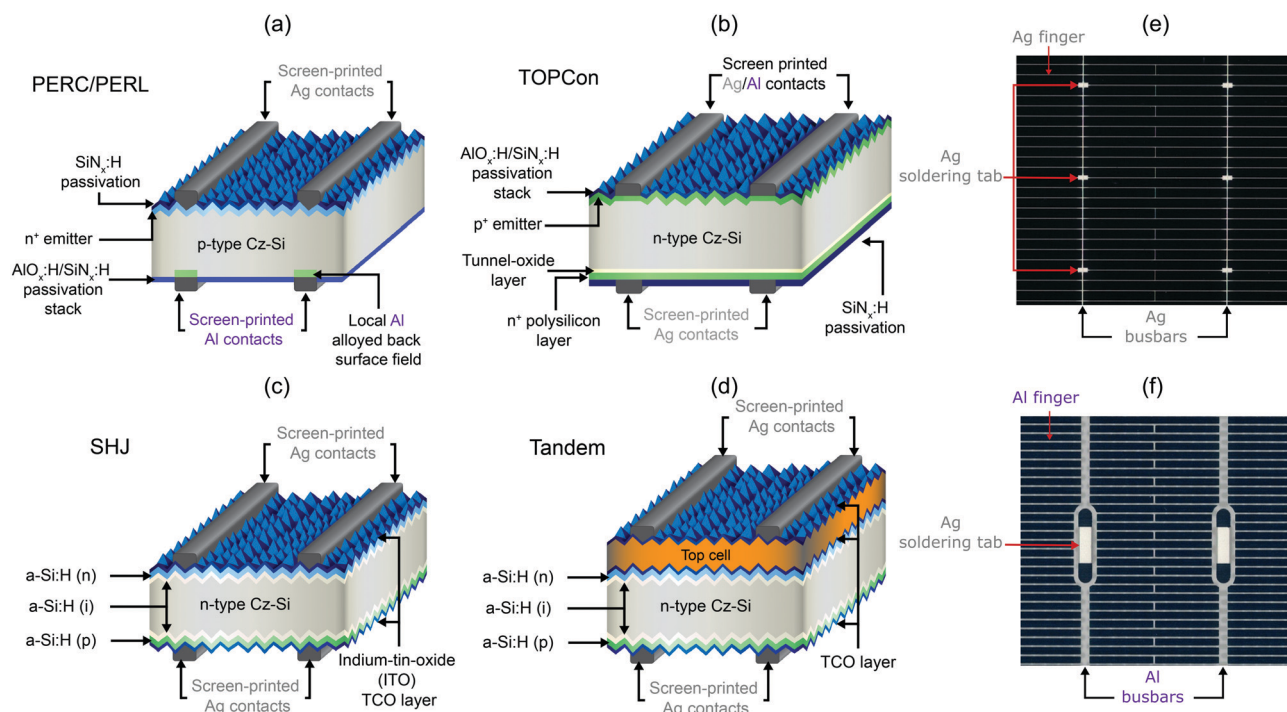 (a)
PERC/PERL
Screen-printed
Ag contacts
SiNx:H
passivation
n+ emitter
p-type Cz-Si
AlOx:H/SiNx:H
passivation
stack
Screen-printed
Al contacts
Local Al
alloyed back
surface field
(b)
TOPCon
Screen printed
Ag/Al contacts
AlOx:H/SiNx:H
passivation
stack
p+ emitter
n-type Cz-Si
Tunnel-oxide
layer
n+ polysilicon
layer
Screen-printed
Ag contacts
SiNx:H
passivation
(e)
Ag finger
Ag
soldering tab
Ag
busbars
(c)
SHJ
Screen-printed
Ag contacts
a-Si:H (n)
a-Si:H (i)
n-type Cz-Si
a-Si:H (p)
Screen-printed
Ag contacts
Indium-tin-oxide
(ITO)
TCO layer
(d)
Tandem
Screen-printed
Ag contacts
Top cell
a-Si:H (n)
a-Si:H (i)
n-type Cz-Si
a-Si:H (p)
TCO layer
Screen-printed
Ag contacts
(f)
Al finger
Ag
soldering tab
Al
busbars